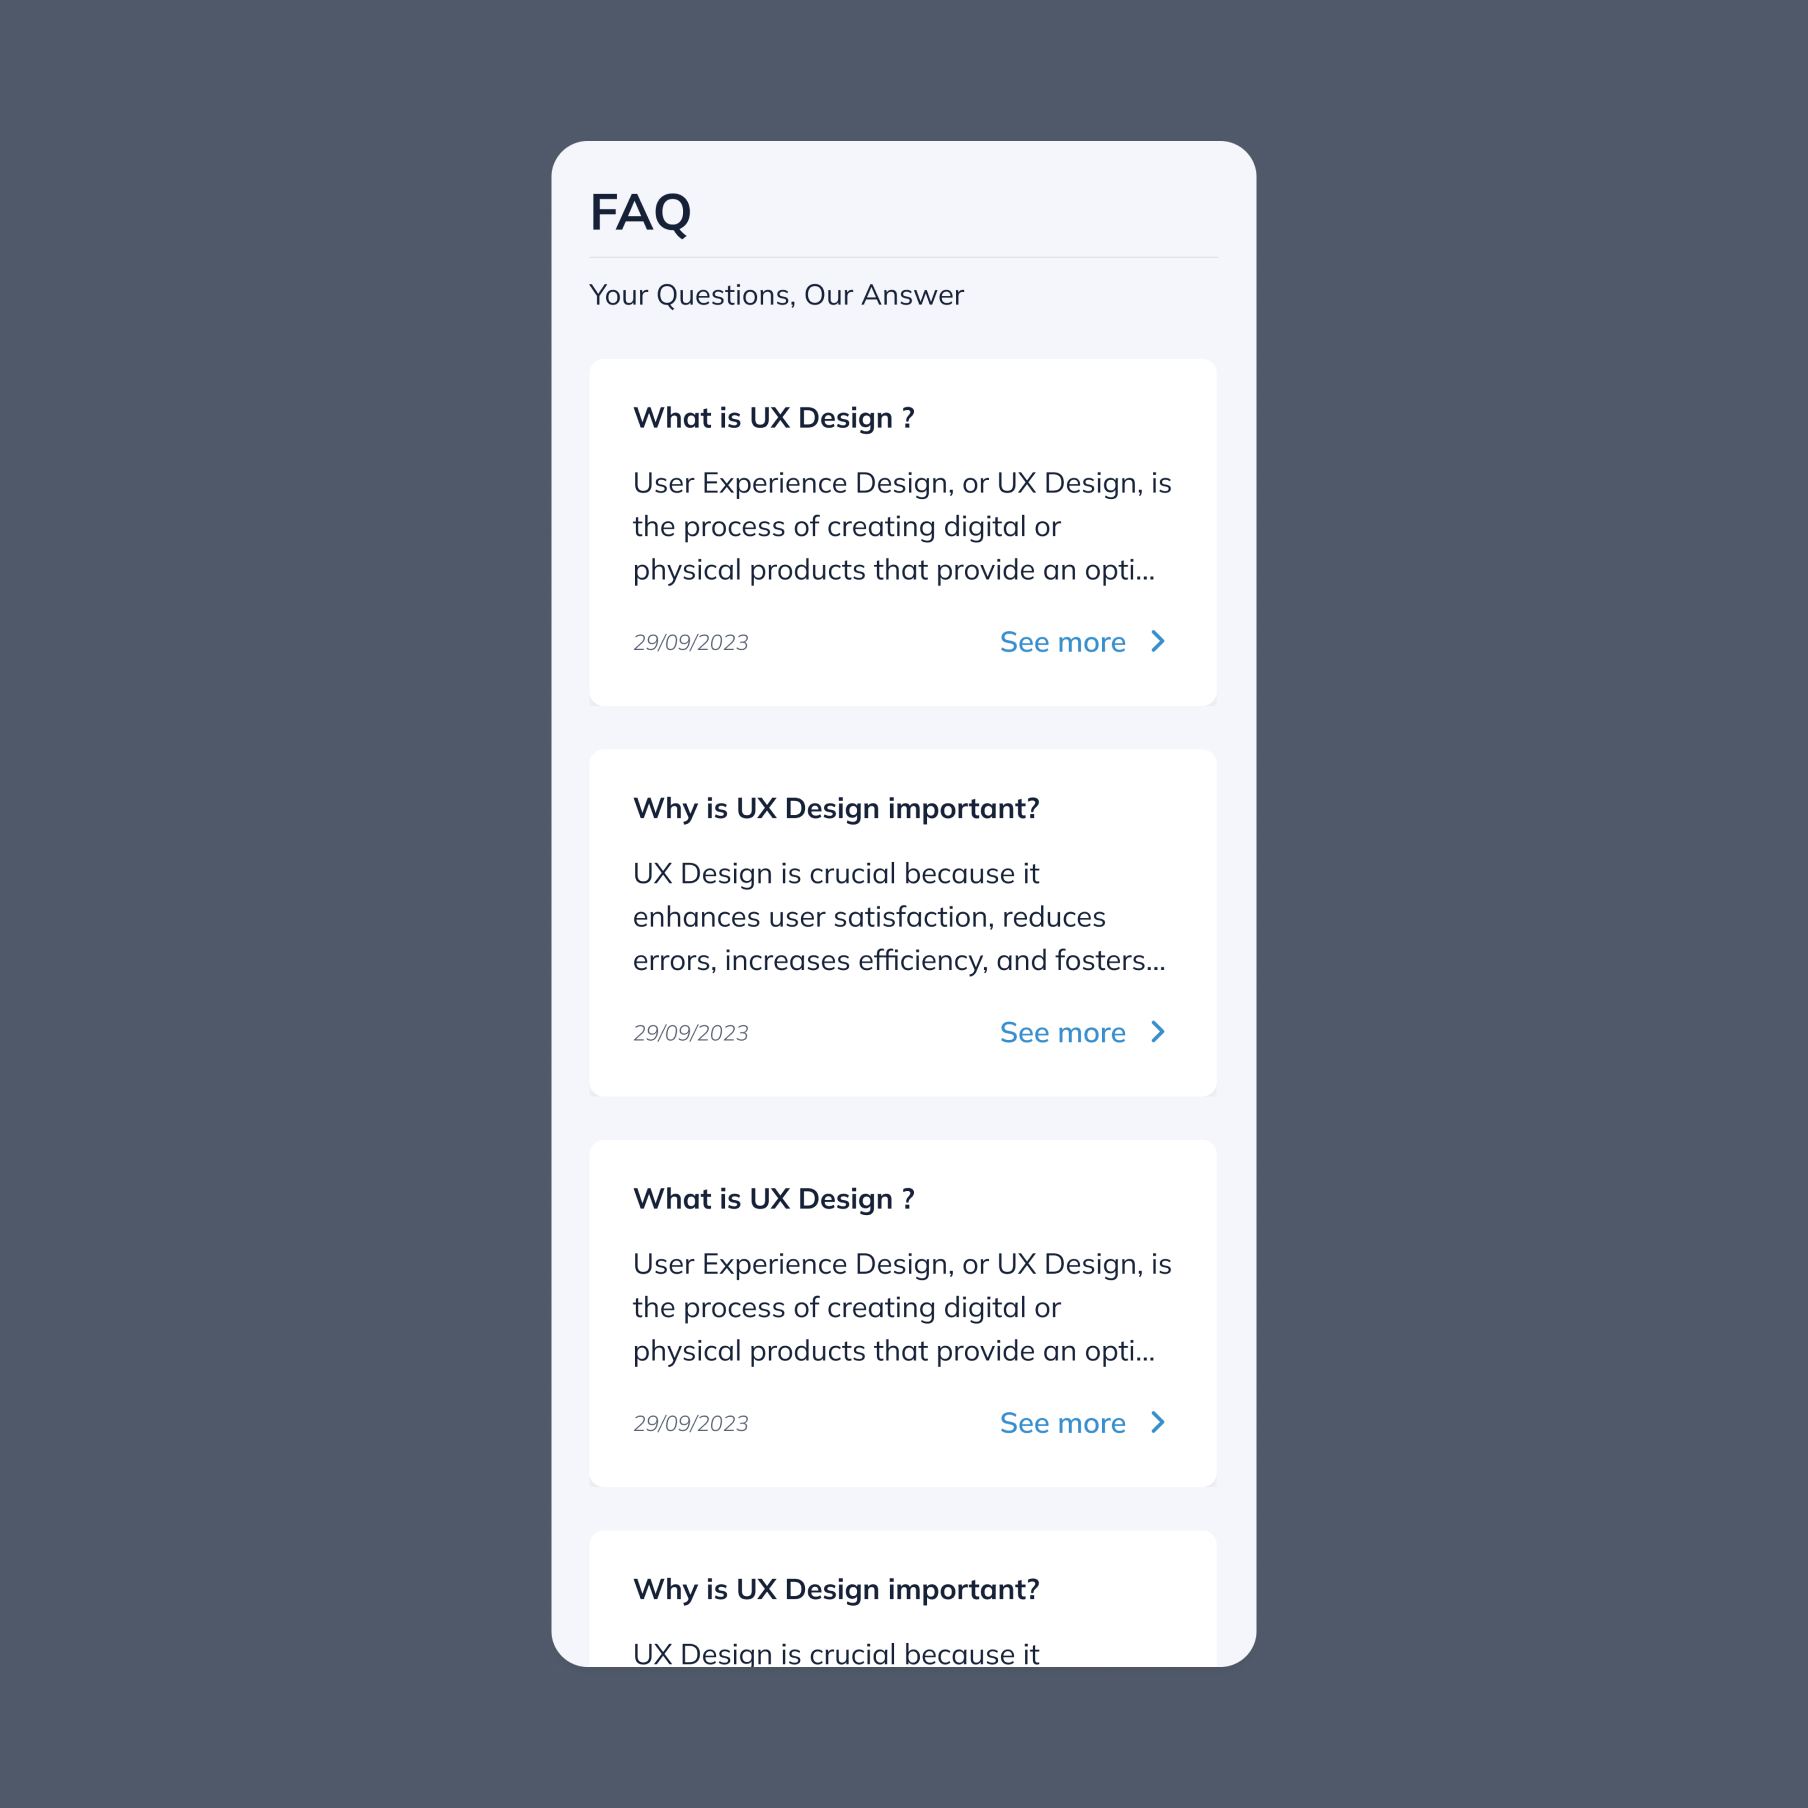 FAQ
Your Questions, Our Answer
What is UX Design ?
User Experience Design, or UX Design, is
the process of creating digital or
physical products that provide an opti...
29/09/2023
See more
Why is UX Design important?
UX Design is crucial because it
enhances user satisfaction, reduces
errors, increases efficiency, and fosters...
29/09/2023
See more
What is UX Design ?
User Experience Design, or UX Design, is
the process of creating digital or
physical products that provide an opti...
29/09/2023
See more
Why is UX Design important?
UX Design is crucial because it